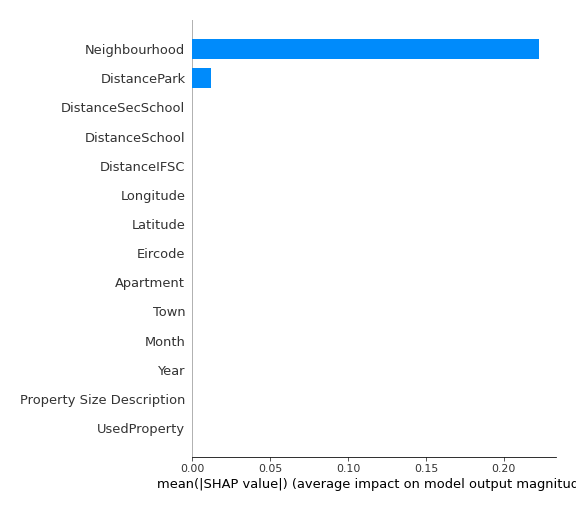 Neighbourhood
DistancePark
DistanceSecSchool
DistanceSchool
DistanceIFSC
Longitude
Latitude
Eircode
Apartment
Town
Month
Year
Property Size Description
UsedProperty
0.00 0.05 0.10 0.15 0.20
mean(|SHAP value|) (average impact on model output magnitud